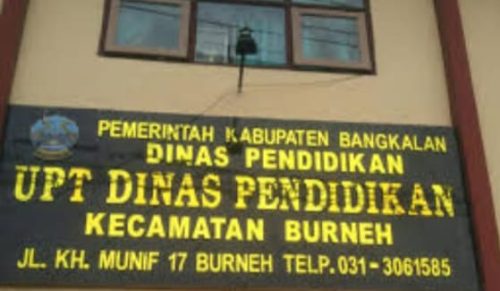 PEMERINTAH KABUPATEN BANGKALAN
DINAS PENDIDIKAN
UPT DINAS PENDIDIKAN
KECAMATAN BURNEH
JL. KH. MUNIF 17 BURNEH TELP. 031-3061585